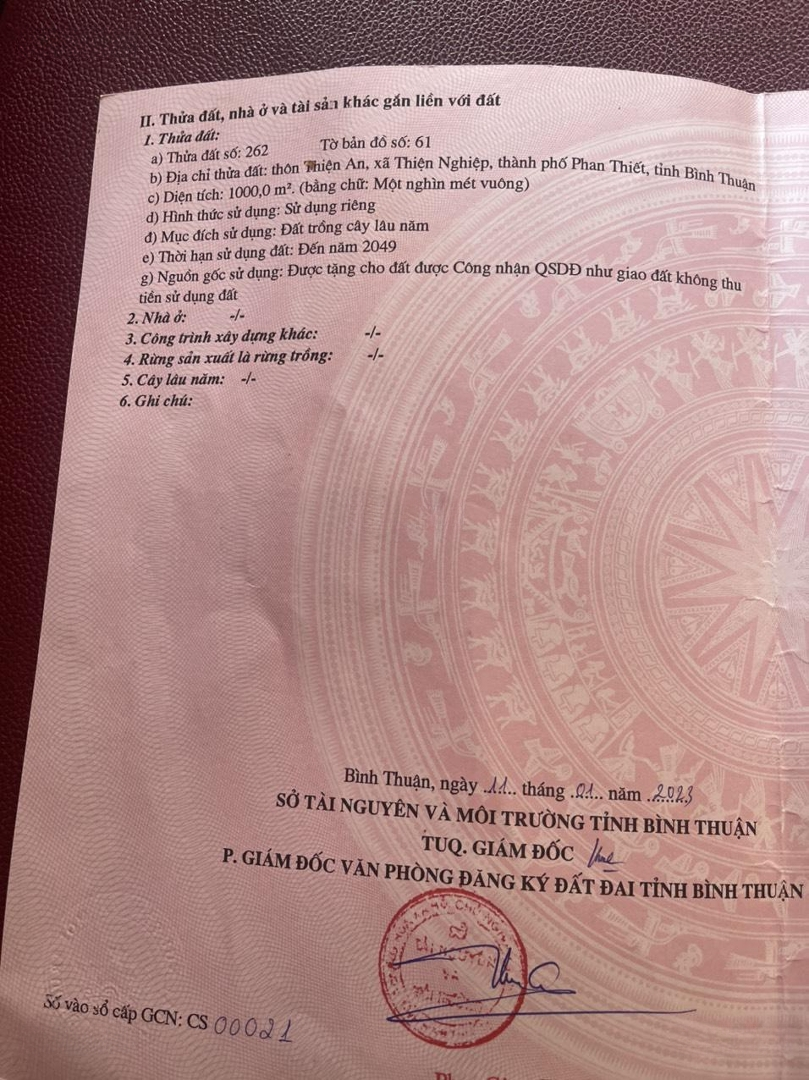 II. Thửa đất, nhà ở và tài sản khác gắn liền với đất
1. Thửa đất:
a) Thửa đất số: 262 Tờ bản đồ số: 61
b) Địa chỉ thửa đất: thôn Thiện An, xã Thiện Nghiệp, thành phố Phan Thiết, tỉnh Bình Thuận
c) Diện tích: 1000,0 m². (bằng chữ: Một nghìn mét vuông)
d) Hình thức sử dụng: Sử dụng riêng
đ) Mục đích sử dụng: Đất trồng cây lâu năm
e) Thời hạn sử dụng đất: Đến năm 2049
g) Nguồn gốc sử dụng: Được tặng cho đất được Công nhận QSDĐ như giao đất không thu
tiền sử dụng đất
2. Nhà ở: -/-
3. Công trình xây dựng khác: -/-
4. Rừng sản xuất là rừng trồng: -/-
5. Cây lâu năm: -/-
6. Ghi chú:
Bình Thuận, ngày .11.. tháng .01.. năm .2023
SỞ TÀI NGUYÊN VÀ MÔI TRƯỜNG TỈNH BÌNH THUẬN
TUQ. GIÁM ĐỐC
P. GIÁM ĐỐC VĂN PHÒNG ĐĂNG KÝ ĐẤT ĐAI TỈNH BÌNH THUẬN
Số vào sổ cấp GCN: CS 00021